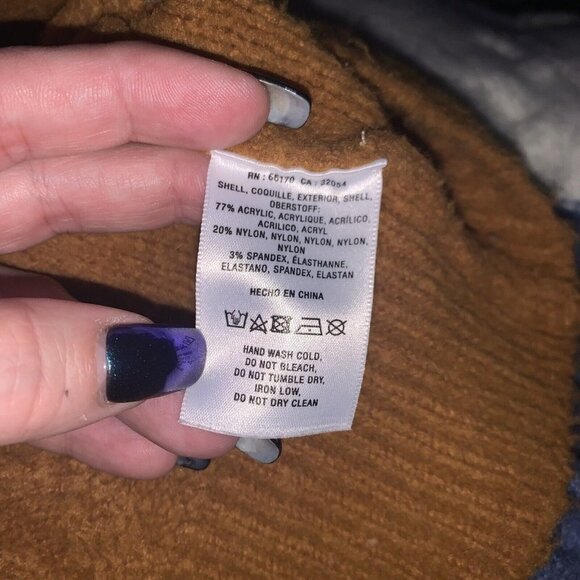 RN : 66170 CA : 32054
SHELL, COQUILLE, EXTERIOR, SHELL,
OBERSTOFF:
77% ACRYLIC, ACRYLIQUE, ACRÍLICO,
ACRILICO, ACRYL
20% NYLON, NYLON, NYLON, NYLON,
NYLON
3% SPANDEX, ÉLASTHANNE,
ELASTANO, SPANDEX, ELASTAN
HECHO EN CHINA
HAND WASH COLD,
DO NOT BLEACH,
DO NOT TUMBLE DRY,
IRON LOW,
DO NOT DRY CLEAN